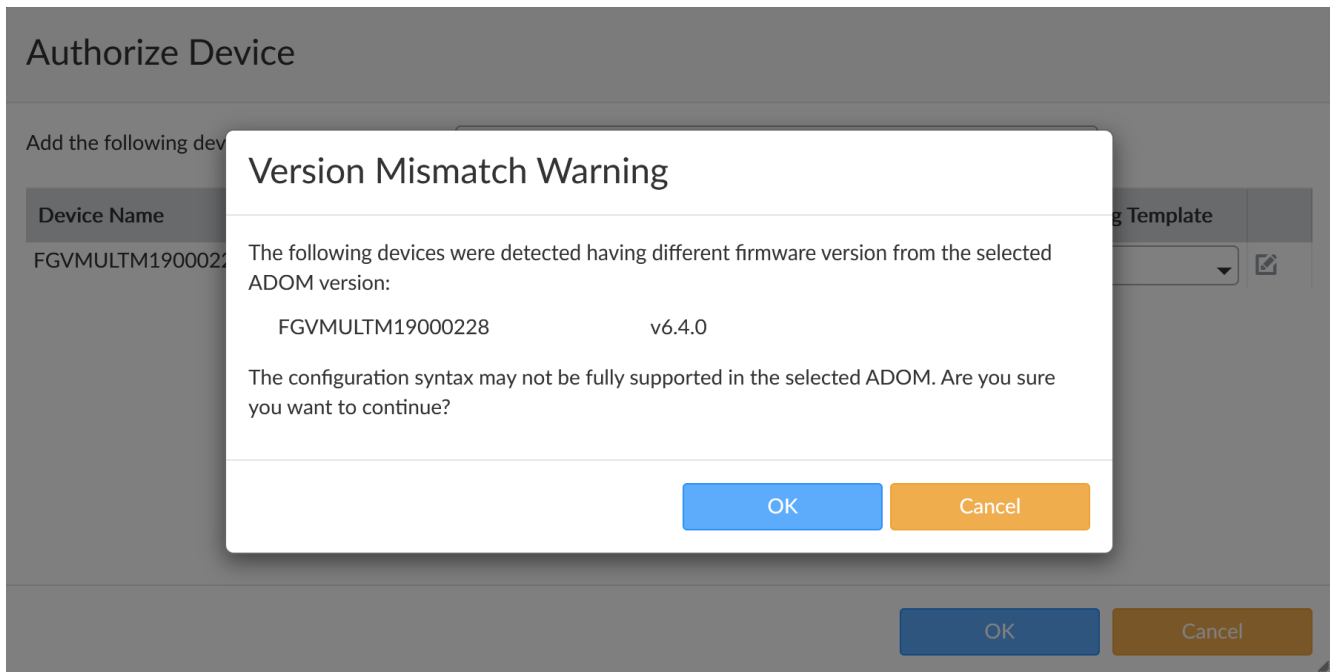 Authorize Device
Add the following dev
Version Mismatch Warning
Device Name
g Template
The following devices were detected having different firmware version from the selected
ADOM version:
FGVMULTM1900022
FGVMULTM19000228 v6.4.0
The configuration syntax may not be fully supported in the selected ADOM. Are you sure
you want to continue?
OK Cancel
OK Cancel